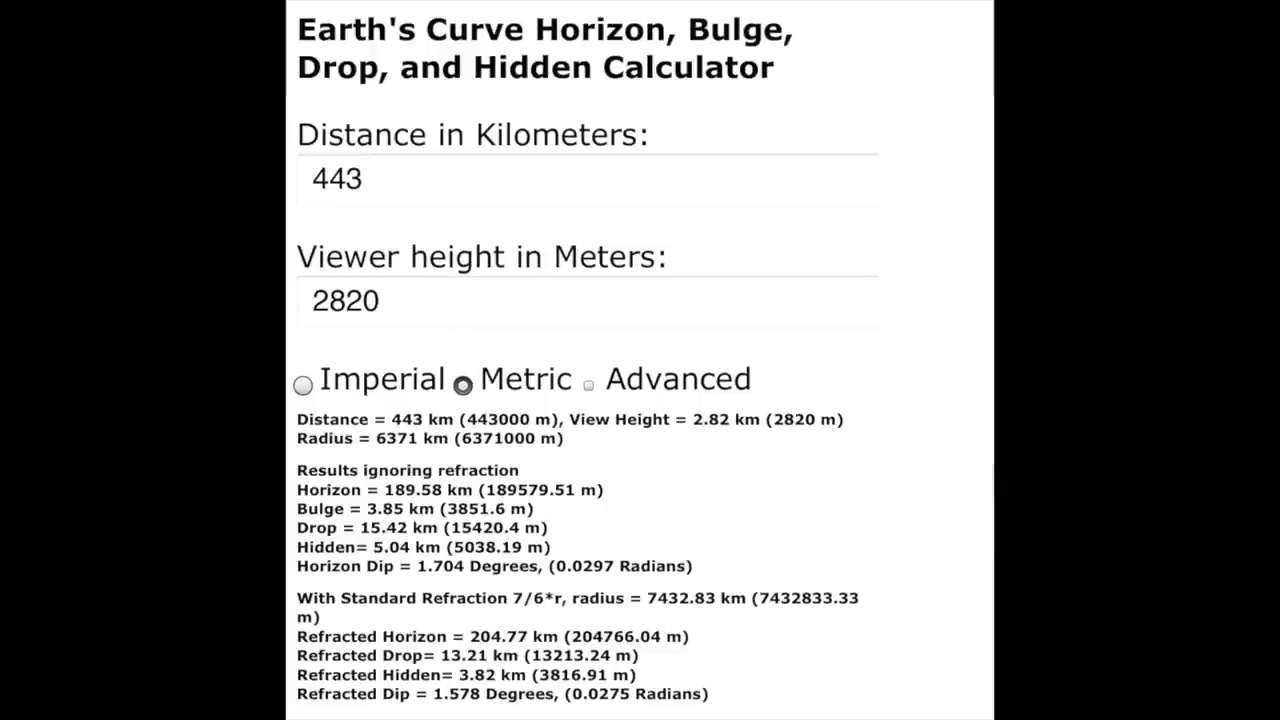 Earth's Curve Horizon, Bulge,
Drop, and Hidden Calculator
Distance in Kilometers:
443
Viewer height in Meters:
2820
Imperial Metric Advanced
Distance = 443 km (443000 m), View Height = 2.82 km (2820 m)
Radius = 6371 km (6371000 m)
Results ignoring refraction
Horizon = 189.58 km (189579.51 m)
Bulge = 3.85 km (3851.6 m)
Drop = 15.42 km (15420.4 m)
Hidden= 5.04 km (5038.19 m)
Horizon Dip = 1.704 Degrees, (0.0297 Radians)
With Standard Refraction 7/6*r, radius = 7432.83 km (7432833.33
m)
Refracted Horizon = 204.77 km (204766.04 m)
Refracted Drop= 13.21 km (13213.24 m)
Refracted Hidden= 3.82 km (3816.91 m)
Refracted Dip = 1.578 Degrees, (0.0275 Radians)